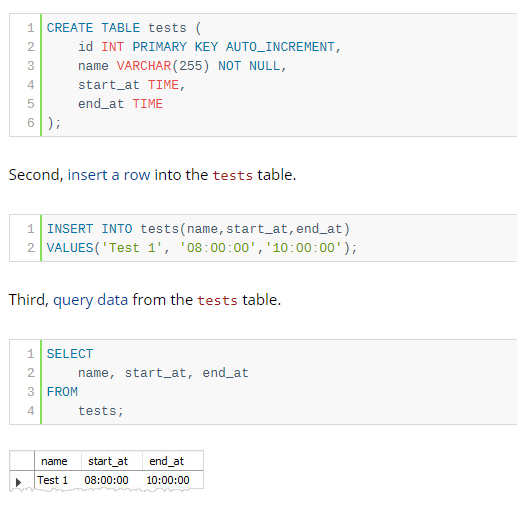 1 CREATE TABLE tests (
2     id INT PRIMARY KEY AUTO_INCREMENT,
3     name VARCHAR(255) NOT NULL,
4     start_at TIME,
5     end_at TIME
6 );
Second, insert a row into the tests table.
1 INSERT INTO tests(name,start_at,end_at)
2 VALUES('Test 1', '08:00:00','10:00:00');
Third, query data from the tests table.
1 SELECT
2     name, start_at, end_at
3 FROM
4     tests;
name start_at end_at
Test 1 08:00:00 10:00:00